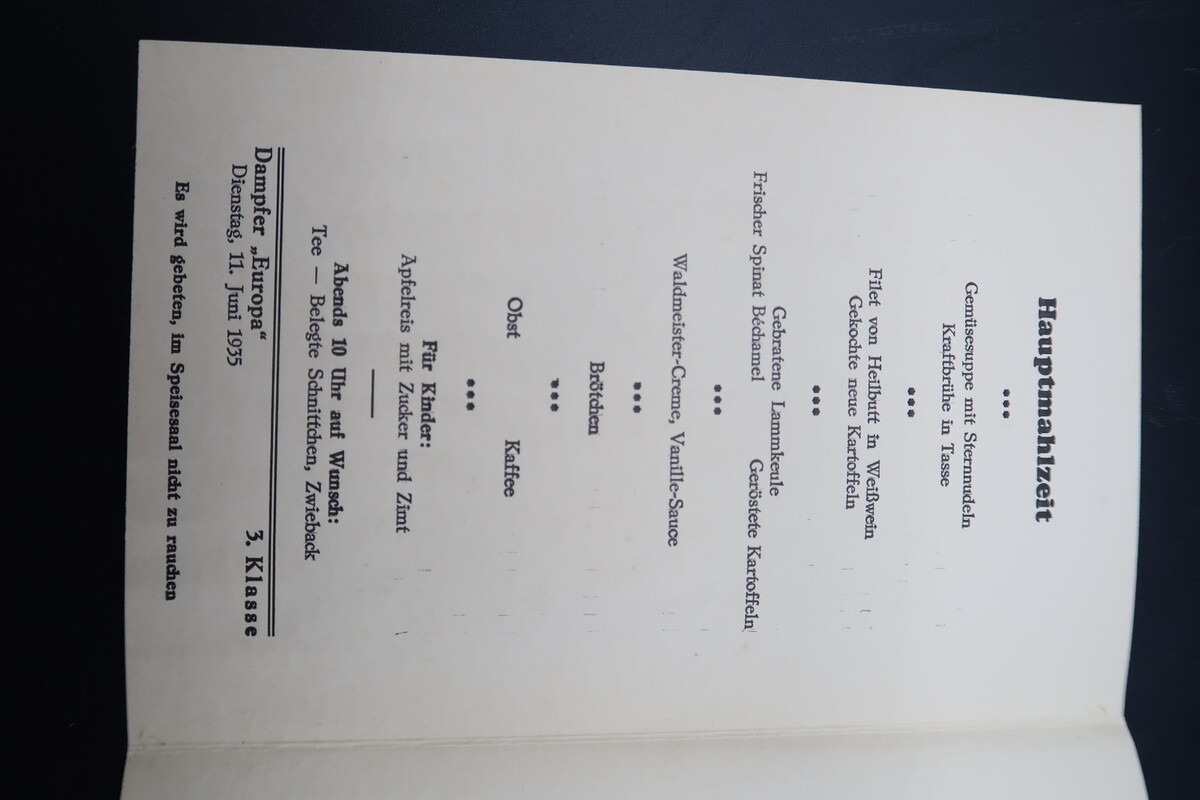 Hauptmahlzeit
***
Gemüsesuppe mit Sternnudeln
Kraftbrühe in Tasse
***
Filet von Heilbutt in Weißwein
Gekochte neue Kartoffeln
***
Gebratene Lammkeule
Frischer Spinat Béchamel Geröstete Kartoffeln
***
Waldmeister-Creme, Vanille-Sauce
***
Brötchen
***
Obst Kaffee
***
Für Kinder:
Apfelreis mit Zucker und Zimt
Abends 10 Uhr auf Wunsch:
Tee — Belegte Schnittchen, Zwieback
Dampfer „Europa“ 3. Klasse
Dienstag, 11. Juni 1935
Es wird gebeten, im Speisesaal nicht zu rauchen